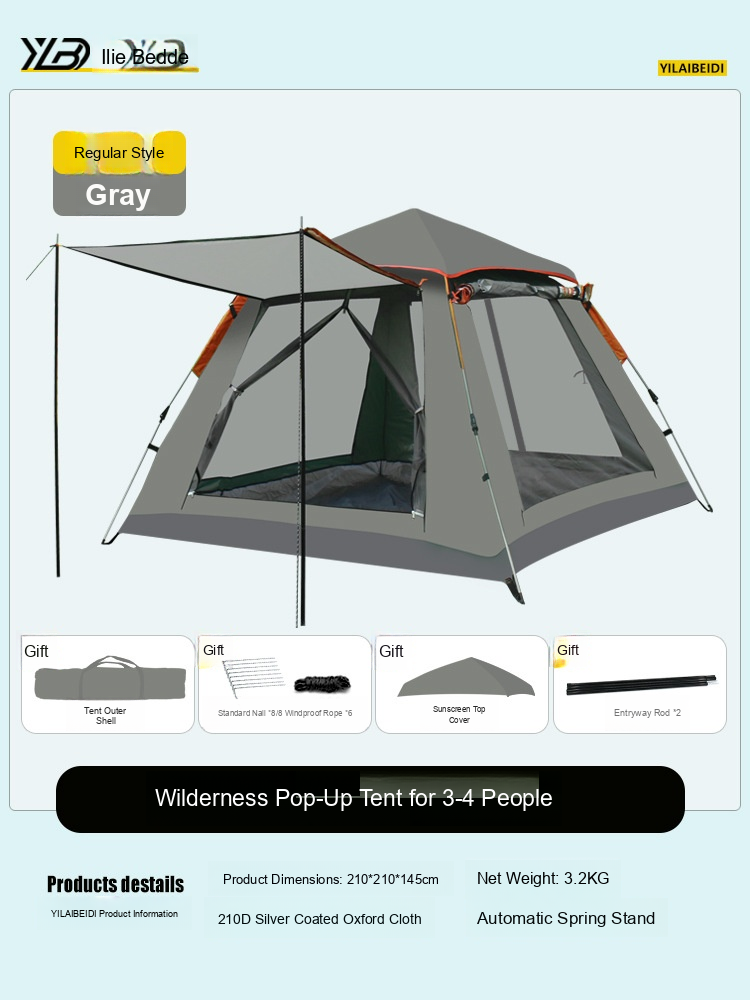 YLB Ilie Bedde
YILAIBEIDI
Regular Style
Gray
Gift
Tent Outer
Shell
Gift
Standard Nail *8/8 Windproof Rope *6
Gift
Sunscreen Top
Cover
Gift
Entryway Rod *2
Wilderness Pop-Up Tent for 3-4 People
Products destails
YILAIBEIDI Product Information
Product Dimensions: 210*210*145cm
210D Silver Coated Oxford Cloth
Net Weight: 3.2KG
Automatic Spring Stand